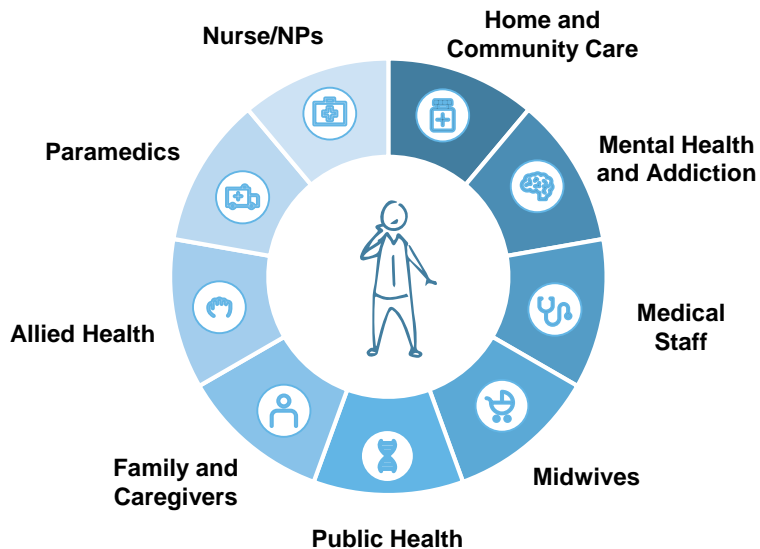 Nurse/NPs
Home and
Community Care
Paramedics
Mental Health
and Addiction
Allied Health
Medical
Staff
Family and
Caregivers
Midwives
Public Health